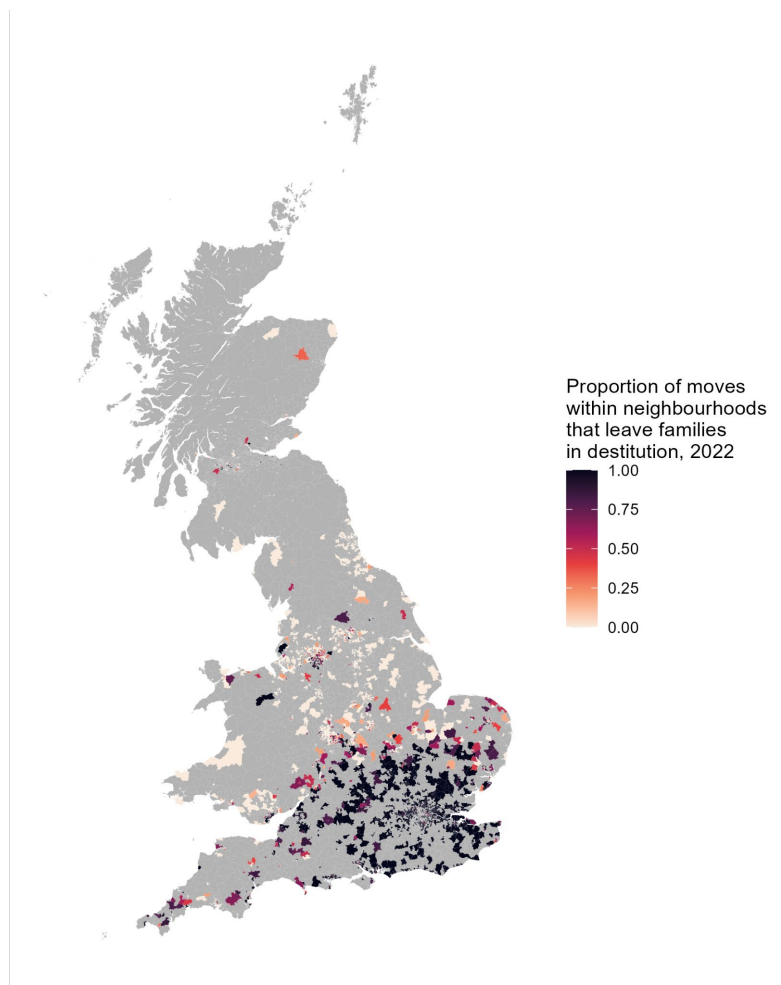 Proportion of moves
within neighbourhoods
that leave families
in destitution, 2022
1.00
0.75
0.50
0.25
0.00